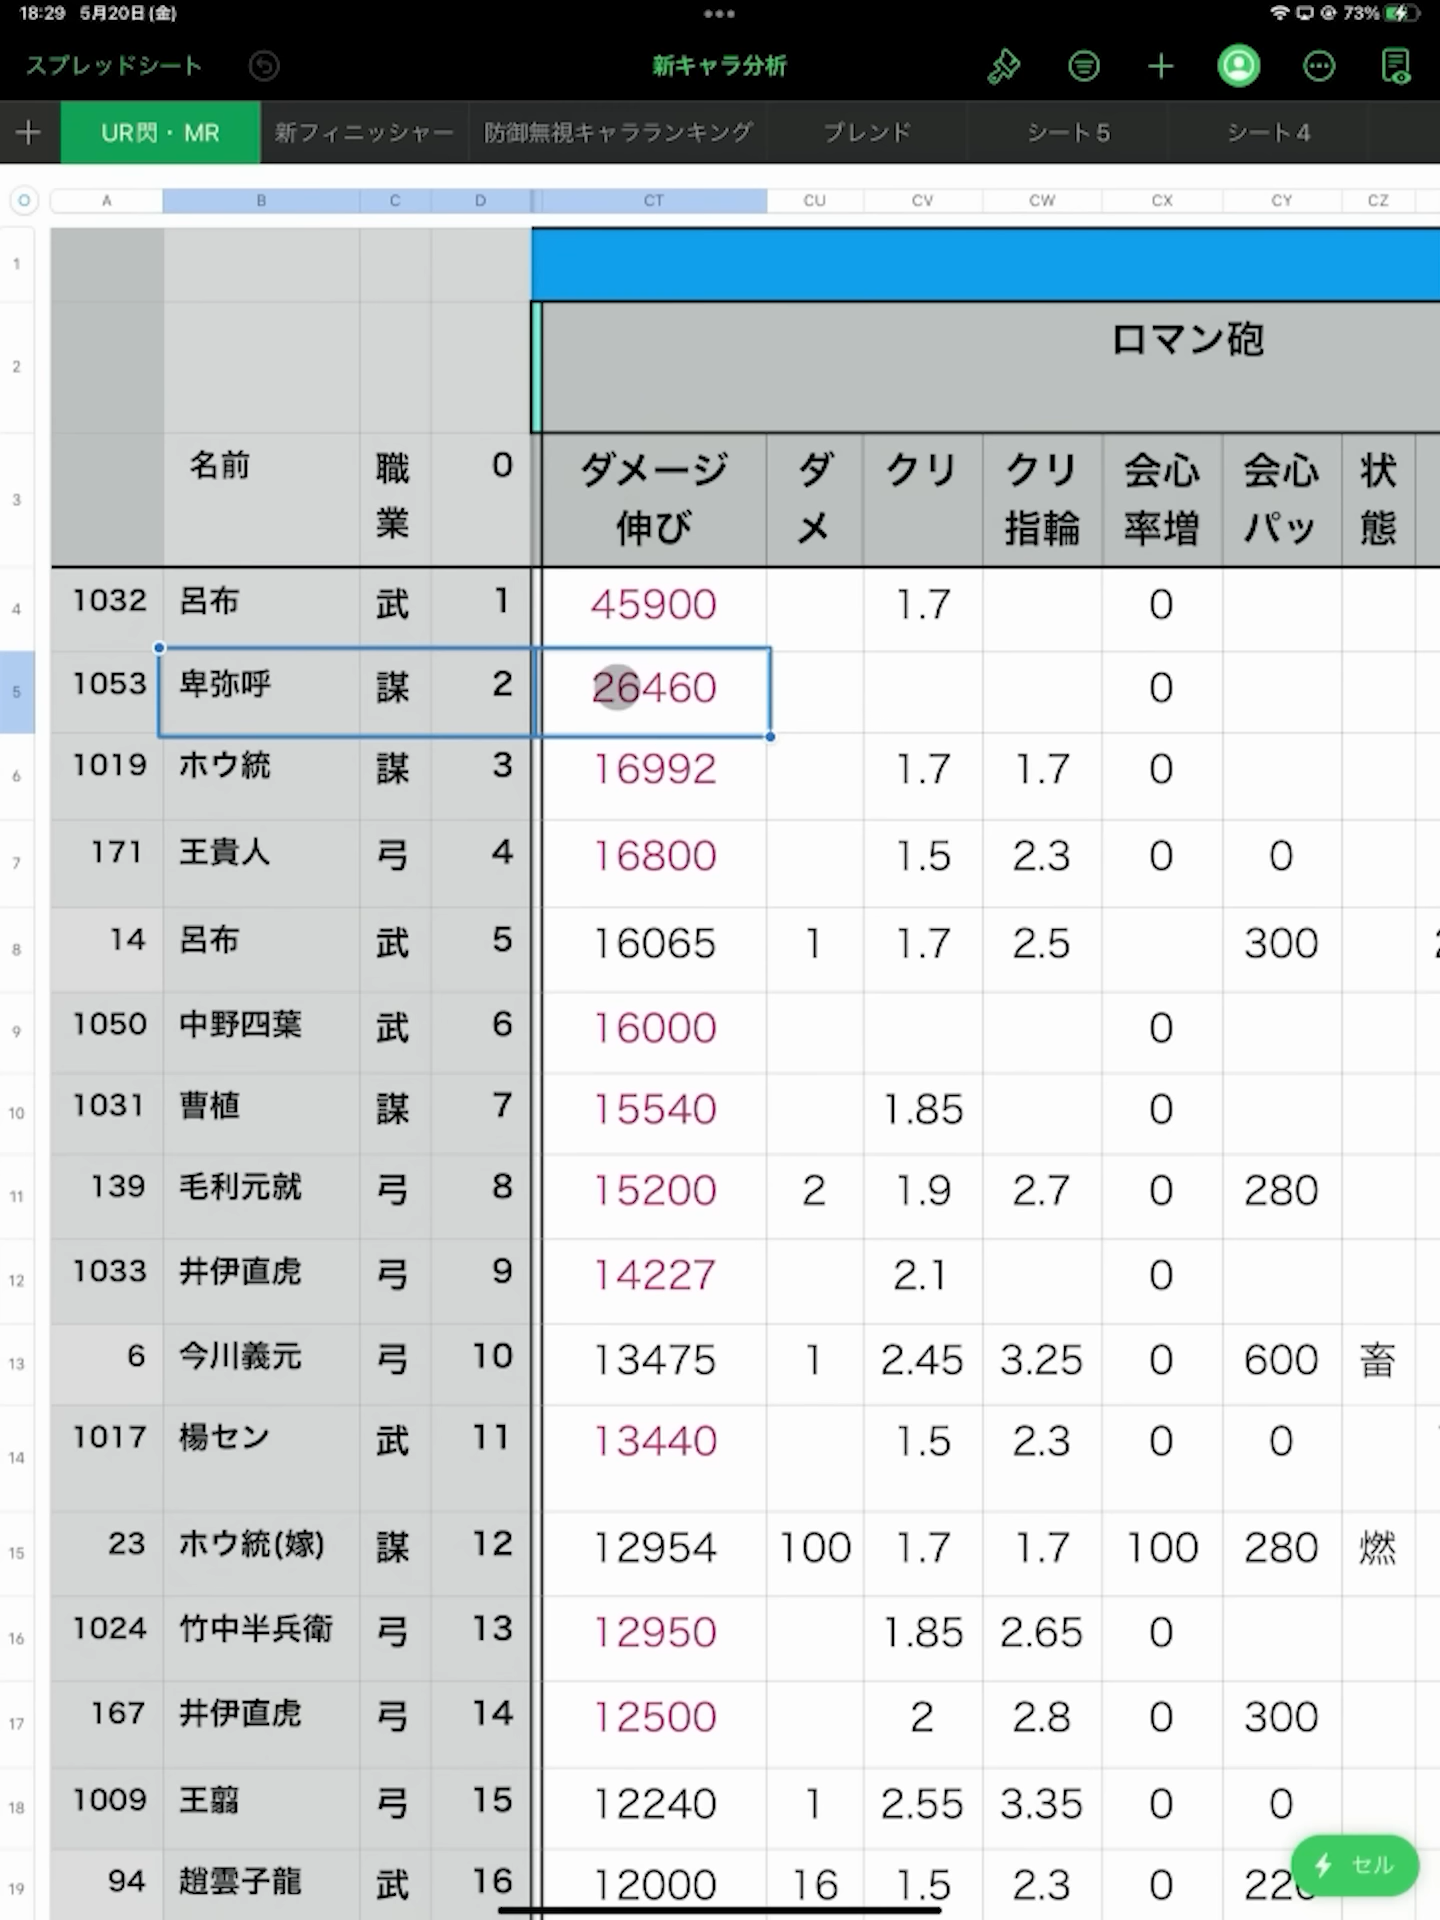 18:29 5月20日(金)
73%
スプレッドシート
新キャラ分析
UR閃・MR 新フィニッシャー 防御無視キャラランキング ブレンド シート5 シート4
A B C D CT CU CV CW CX CY CZ
1
2 ロマン砲
3 名前 職業 0 ダメージ伸び ダメ クリ クリ指輪 会心率増 会心パッ 状態
4 1032 呂布 武 1 45900 1.7 0
5 1053 卑弥呼 謀 2 26460 0
6 1019 ホウ統 謀 3 16992 1.7 1.7 0
7 171 王貴人 弓 4 16800 1.5 2.3 0 0
8 14 呂布 武 5 16065 1 1.7 2.5 300
9 1050 中野四葉 武 6 16000 0
10 1031 曹植 謀 7 15540 1.85 0
11 139 毛利元就 弓 8 15200 2 1.9 2.7 0 280
12 1033 井伊直虎 弓 9 14227 2.1 0
13 6 今川義元 弓 10 13475 1 2.45 3.25 0 600 畜
14 1017 楊セン 武 11 13440 1.5 2.3 0 0
15 23 ホウ統(嫁) 謀 12 12954 100 1.7 1.7 100 280 燃
16 1024 竹中半兵衛 弓 13 12950 1.85 2.65 0
17 167 井伊直虎 弓 14 12500 2 2.8 0 300
18 1009 王翦 弓 15 12240 1 2.55 3.35 0 0
19 94 趙雲子龍 武 16 12000 16 1.5 2.3 0
セル